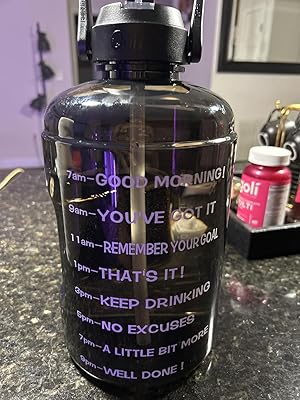 7am-GOOD MORNING!
9am-YOU'VE GOT IT
11am-REMEMBER YOUR GOAL
1pm-THAT'S IT!
3pm-KEEP DRINKING
5pm-NO EXCUSES
7pm-A LITTLE BIT MORE
9pm-WELL DONE!